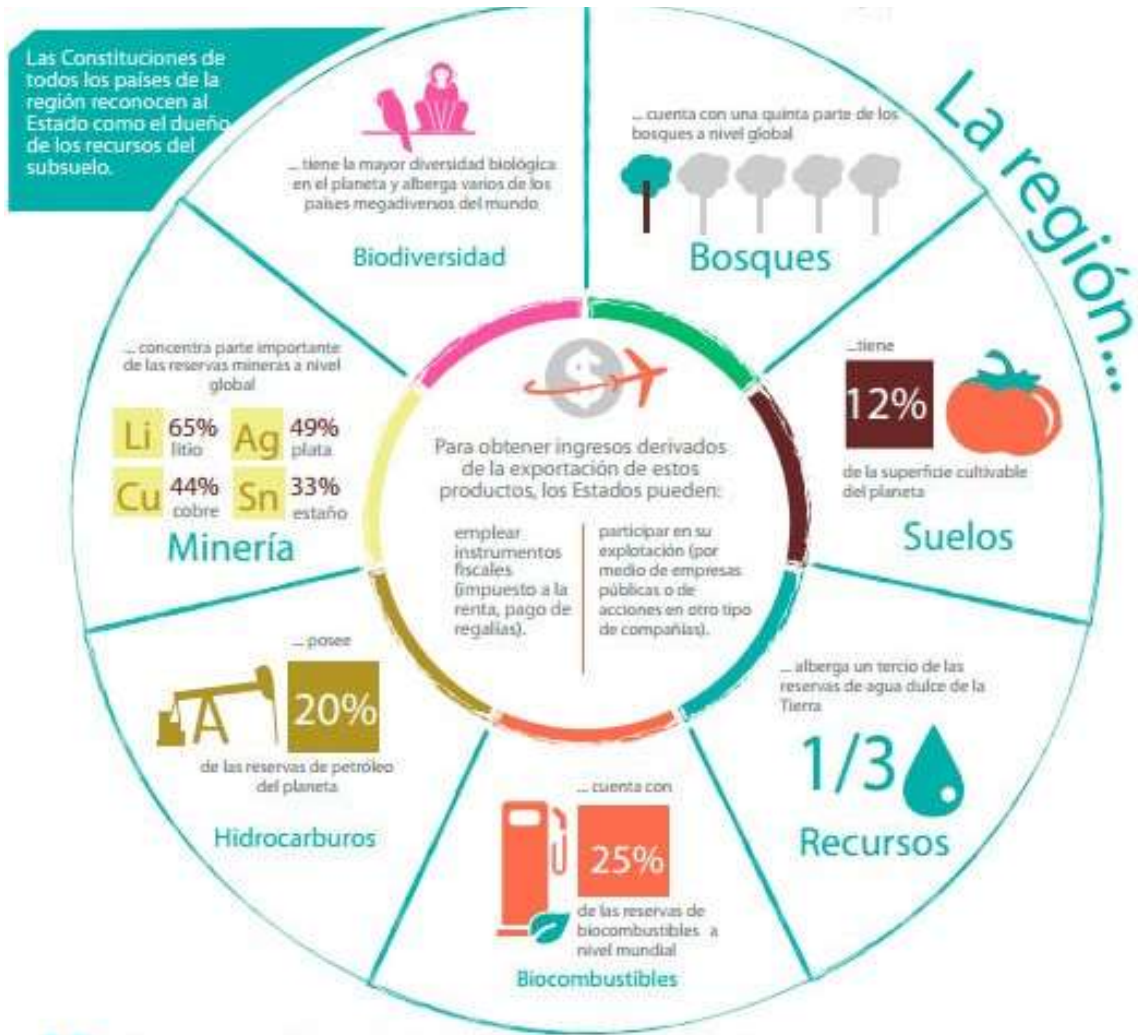 Las Constituciones de
todos los países de la
región reconocen al
Estado como el dueño
de los recursos del
subsuelo.
La región...
... tiene la mayor diversidad biológica
en el planeta y alberga varios de los
países megadiversos del mundo
Biodiversidad
... cuenta con una quinta parte de los
bosques a nivel global
Bosques
...tiene
12%
de la superficie cultivable
del planeta
Suelos
... alberga un tercio de las
reservas de agua dulce de la
Tierra
1/3
Recursos
... cuenta con
25%
de las reservas de
biocombustibles a
nivel mundial
Biocombustibles
... posee
20%
de las reservas de petróleo
del planeta
Hidrocarburos
... concentra parte importante
de las reservas mineras a nivel
global
Li 65% litio
Ag 49% plata
Cu 44% cobre
Sn 33% estaño
Minería
$
Para obtener ingresos derivados
de la exportación de estos
productos, los Estados pueden:
emplear
instrumentos
fiscales
(impuesto a la
renta, pago de
regalías).
participar en su
explotación (por
medio de empresas
públicas o de
acciones en otro tipo
de compañías).